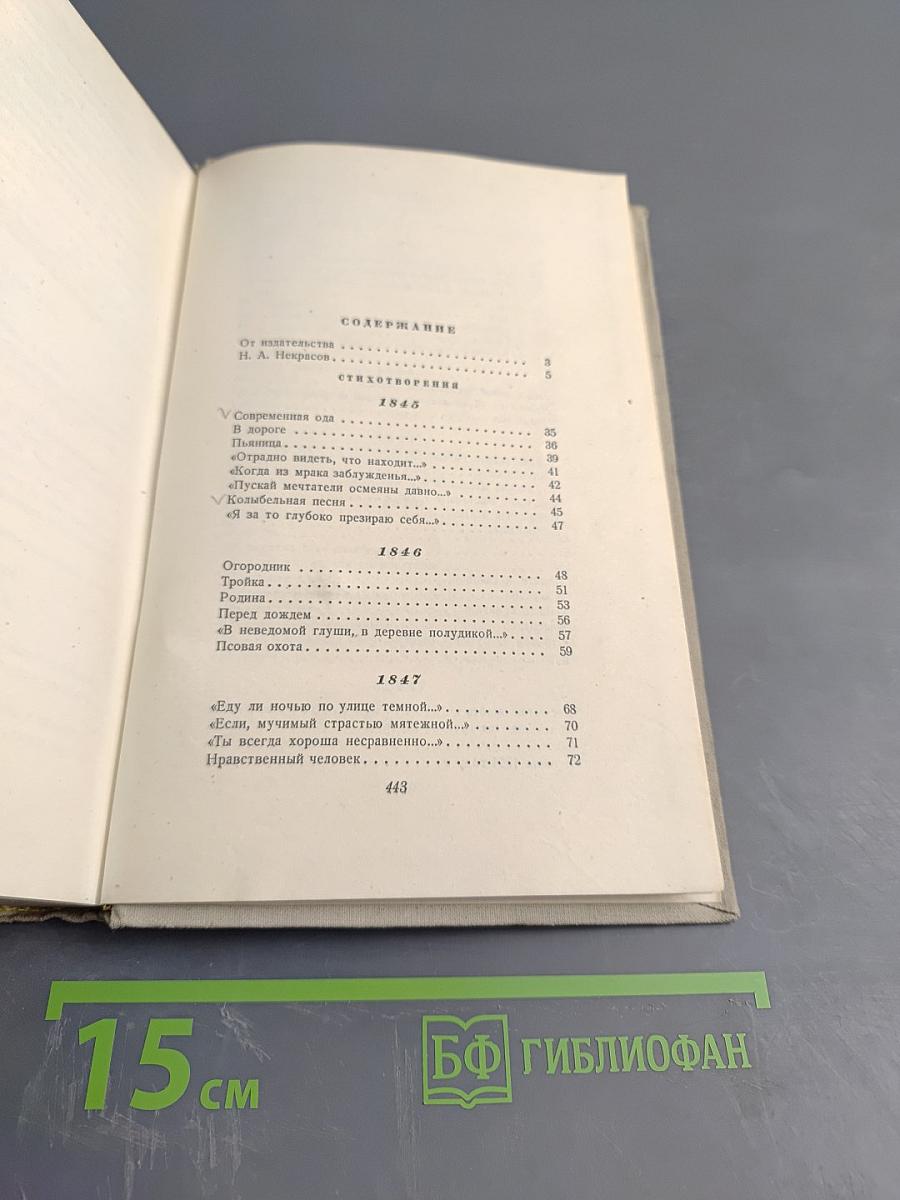 СОДЕРЖАНИЕ
От издательства . . . . . . . . . . . . . . . . . . . . . 3
Н. А. Некрасов . . . . . . . . . . . . . . . . . . . . . 5
СТИХОТВОРЕНИЯ
1845
Современная ода . . . . . . . . . . . . . . . . . . . . 35
В дороге . . . . . . . . . . . . . . . . . . . . . . . . 36
Пьяница . . . . . . . . . . . . . . . . . . . . . . . . 39
«Отрадно видеть, что находит...» . . . . . . . . . . . 41
«Когда из мрака заблужденья...» . . . . . . . . . . . . 42
«Пускай мечтатели осмеяны давно...» . . . . . . . . 44
Колыбельная песня . . . . . . . . . . . . . . . . . . . 45
«Я за то глубоко презираю себя...» . . . . . . . . . . 47
1846
Огородник . . . . . . . . . . . . . . . . . . . . . . . . 48
Тройка . . . . . . . . . . . . . . . . . . . . . . . . . . 51
Родина . . . . . . . . . . . . . . . . . . . . . . . . . . 53
Перед дождем . . . . . . . . . . . . . . . . . . . . . . 56
«В неведомой глуши, в деревне полудикой...» . . . . 57
Псовая охота . . . . . . . . . . . . . . . . . . . . . . . 59
1847
«Еду ли ночью по улице темной...» . . . . . . . . . . 68
«Если, мучимый страстью мятежной...» . . . . . . . 70
«Ты всегда хороша несравненно...» . . . . . . . . . . 71
Нравственный человек . . . . . . . . . . . . . . . . . . 72
443
15 см
БФ ГИБЛИОФАН